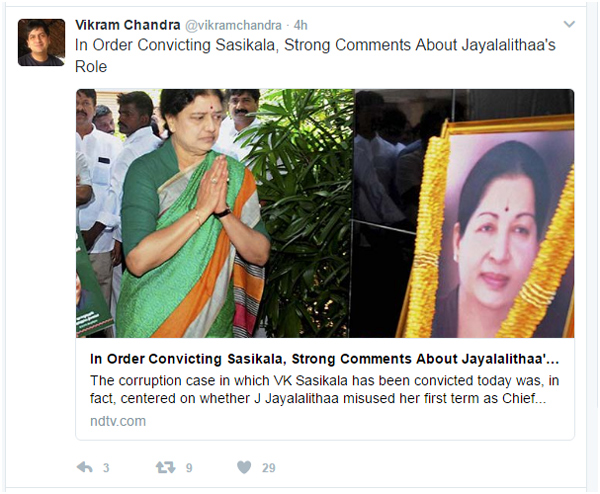 Vikram Chandra @vikramchandra · 4h
In Order Convicting Sasikala, Strong Comments About Jayalalithaa's
Role
In Order Convicting Sasikala, Strong Comments About Jayalalithaa'...
The corruption case in which VK Sasikala has been convicted today was, in
fact, centered on whether J Jayalalithaa misused her first term as Chief...
ndtv.com
3 9 29